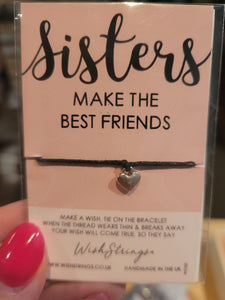 Sisters
MAKE THE
BEST FRIENDS
MAKE A WISH, TIE ON THE BRACELET
WHEN THE THREAD WEARS THIN & BREAKS AWAY
YOUR WISH WILL COME TRUE, SO THEY SAY
WishStrings
WWW.WISHSTRINGS.CO.UK HANDMADE IN THE UK